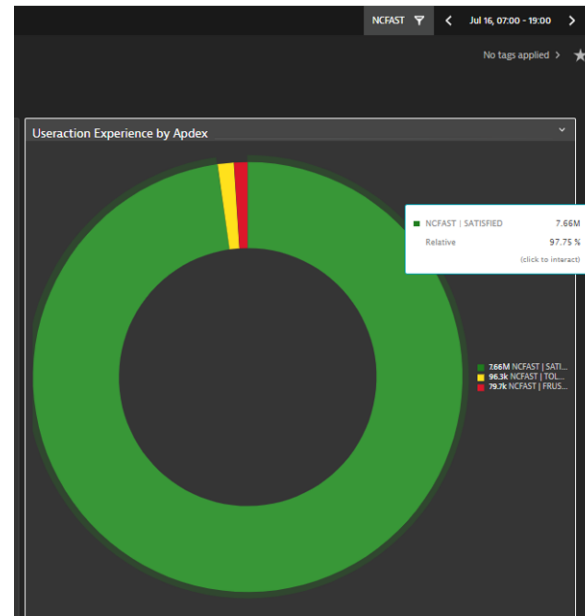 NCFAST
Jul 16, 07:00 - 19:00
No tags applied
Useraction Experience by Apdex
NCFAST | SATISFIED 7.66M
Relative 97.75 %
(click to interact)
7.66M NCFAST | SATI...
96.3k NCFAST | TOL...
79.7k NCFAST | FRUS...